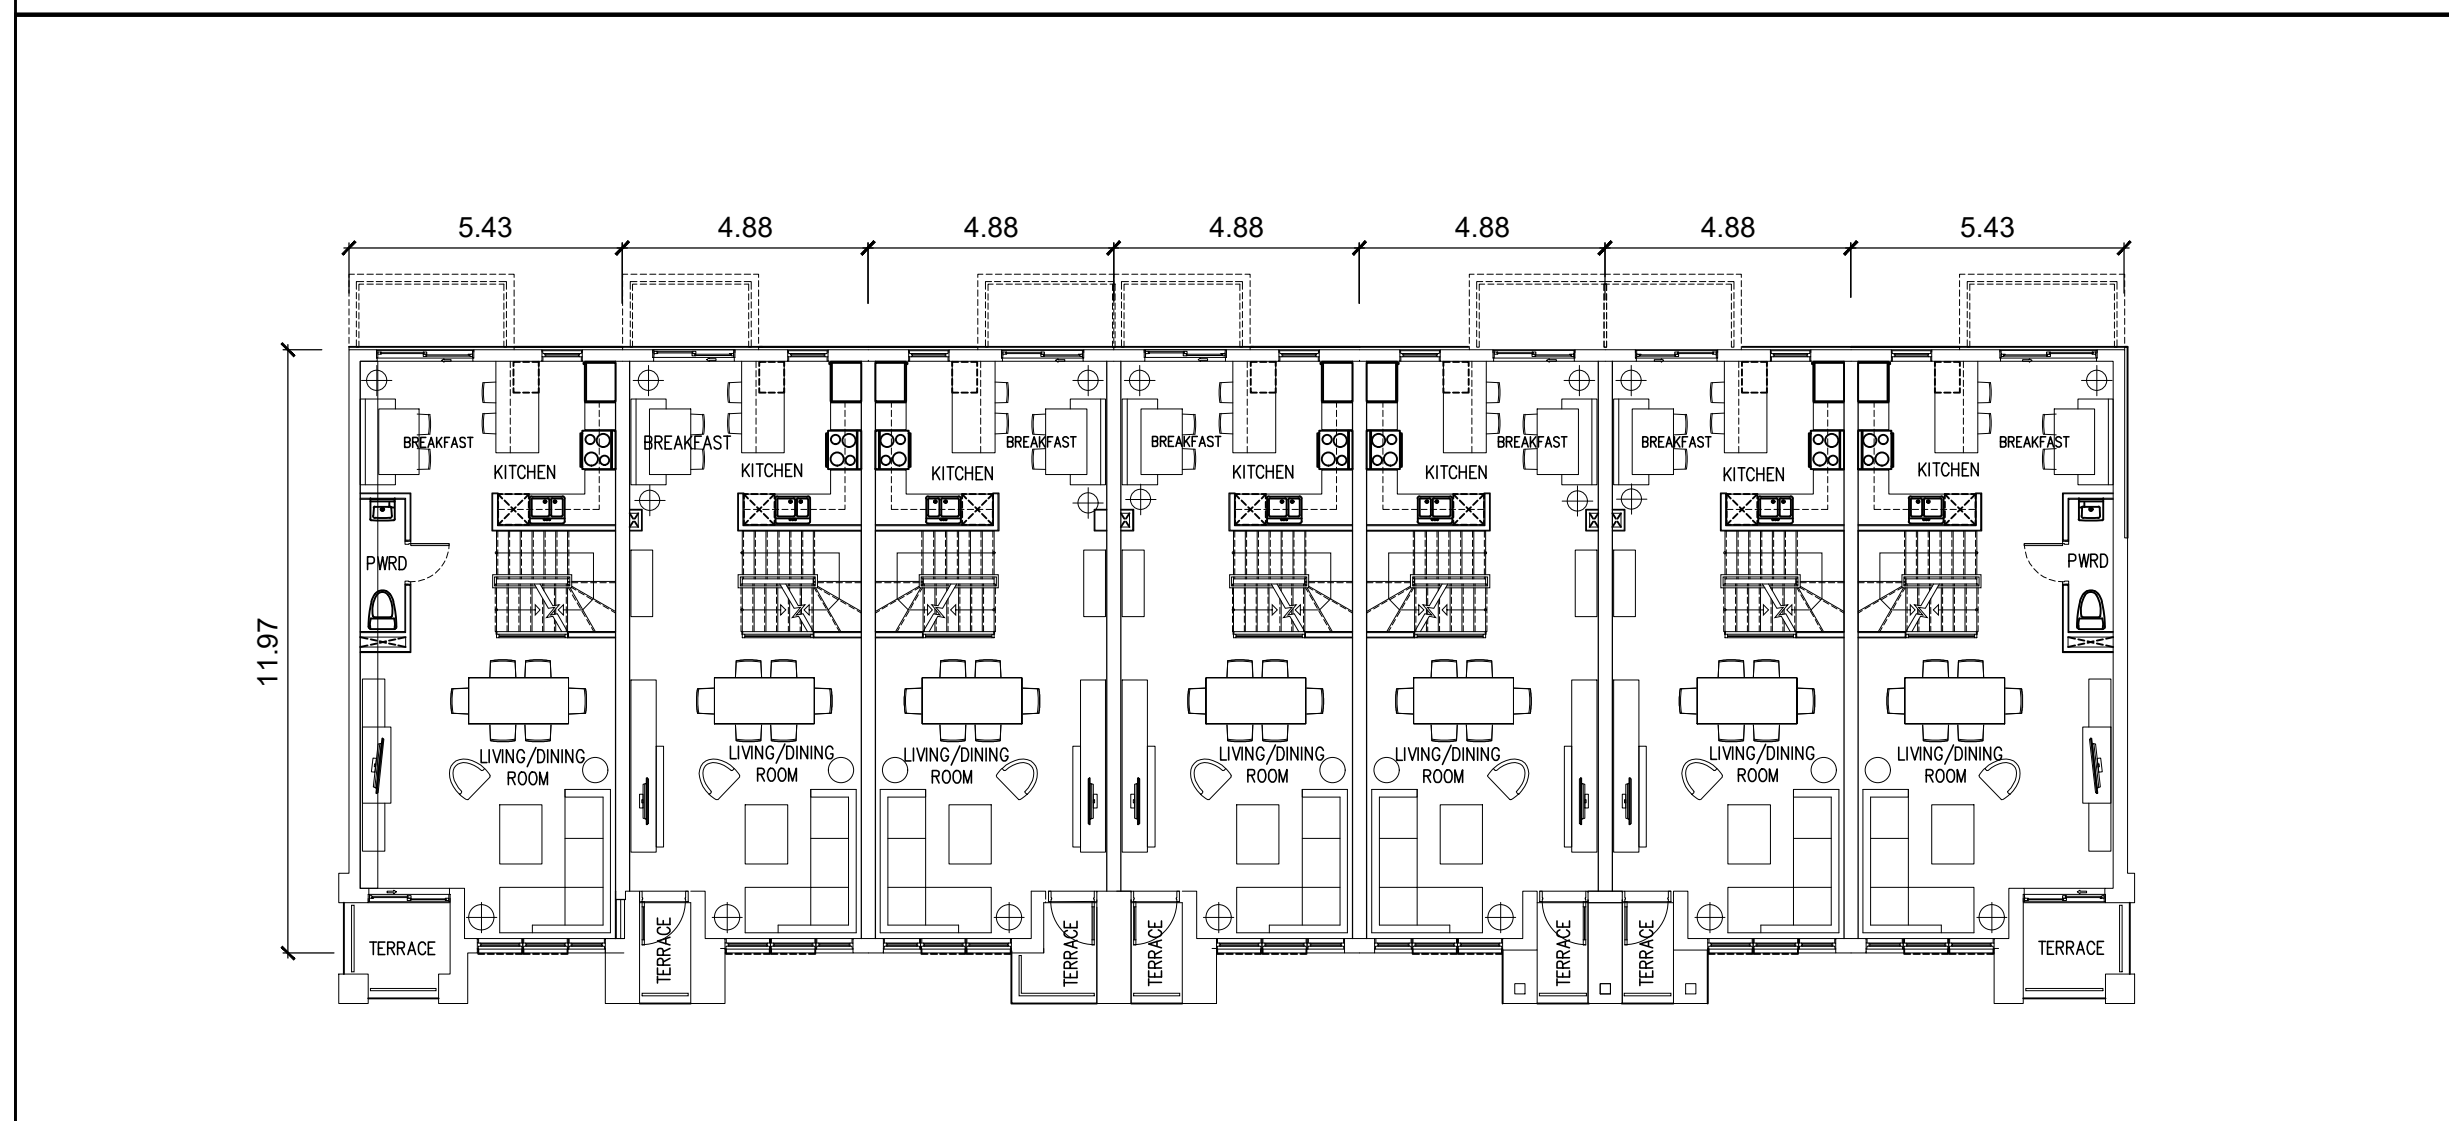 5.43 4.88 4.88 4.88 4.88 4.88 5.43
BREAKFAST BREAKFAST BREAKFAST BREAKFAST BREAKFAST BREAKFAST BREAKFAST
KITCHEN KITCHEN KITCHEN KITCHEN KITCHEN KITCHEN KITCHEN
PWRD PWRD
11.97
LIVING/DINING LIVING/DINING LIVING/DINING LIVING/DINING LIVING/DINING LIVING/DINING LIVING/DINING
ROOM ROOM ROOM ROOM ROOM ROOM ROOM
TERRACE TERRACE TERRACE TERRACE TERRACE TERRACE TERRACE